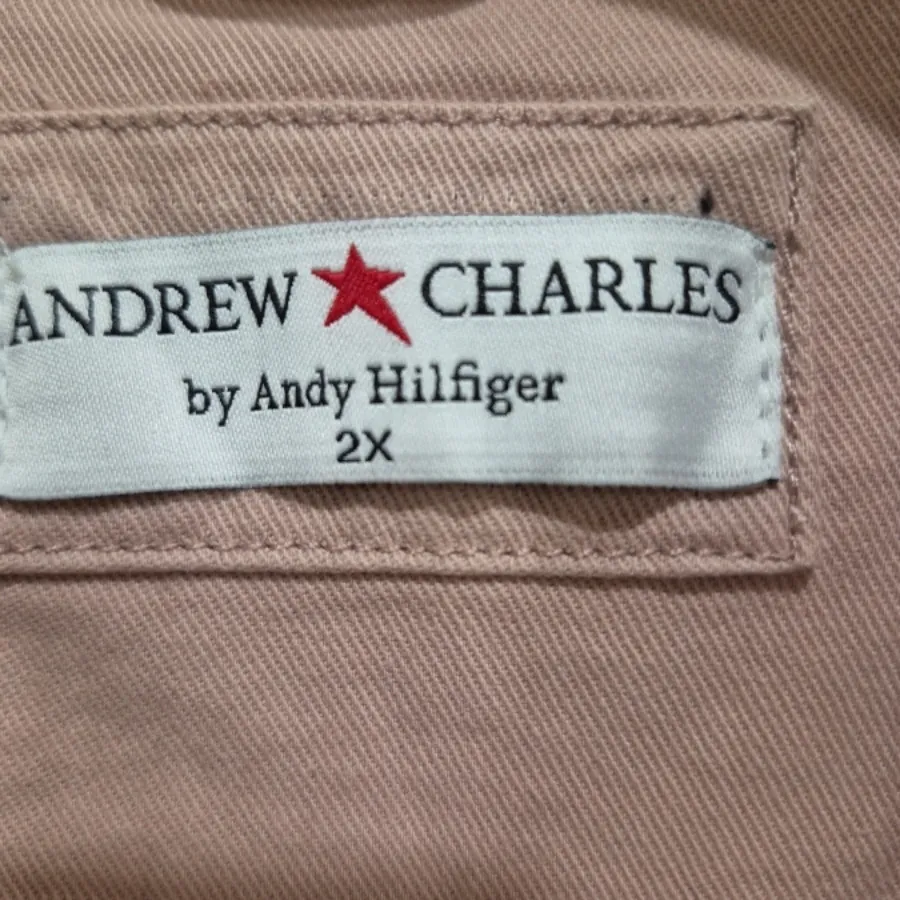 ANDREW ★ CHARLES
by Andy Hilfiger
2X